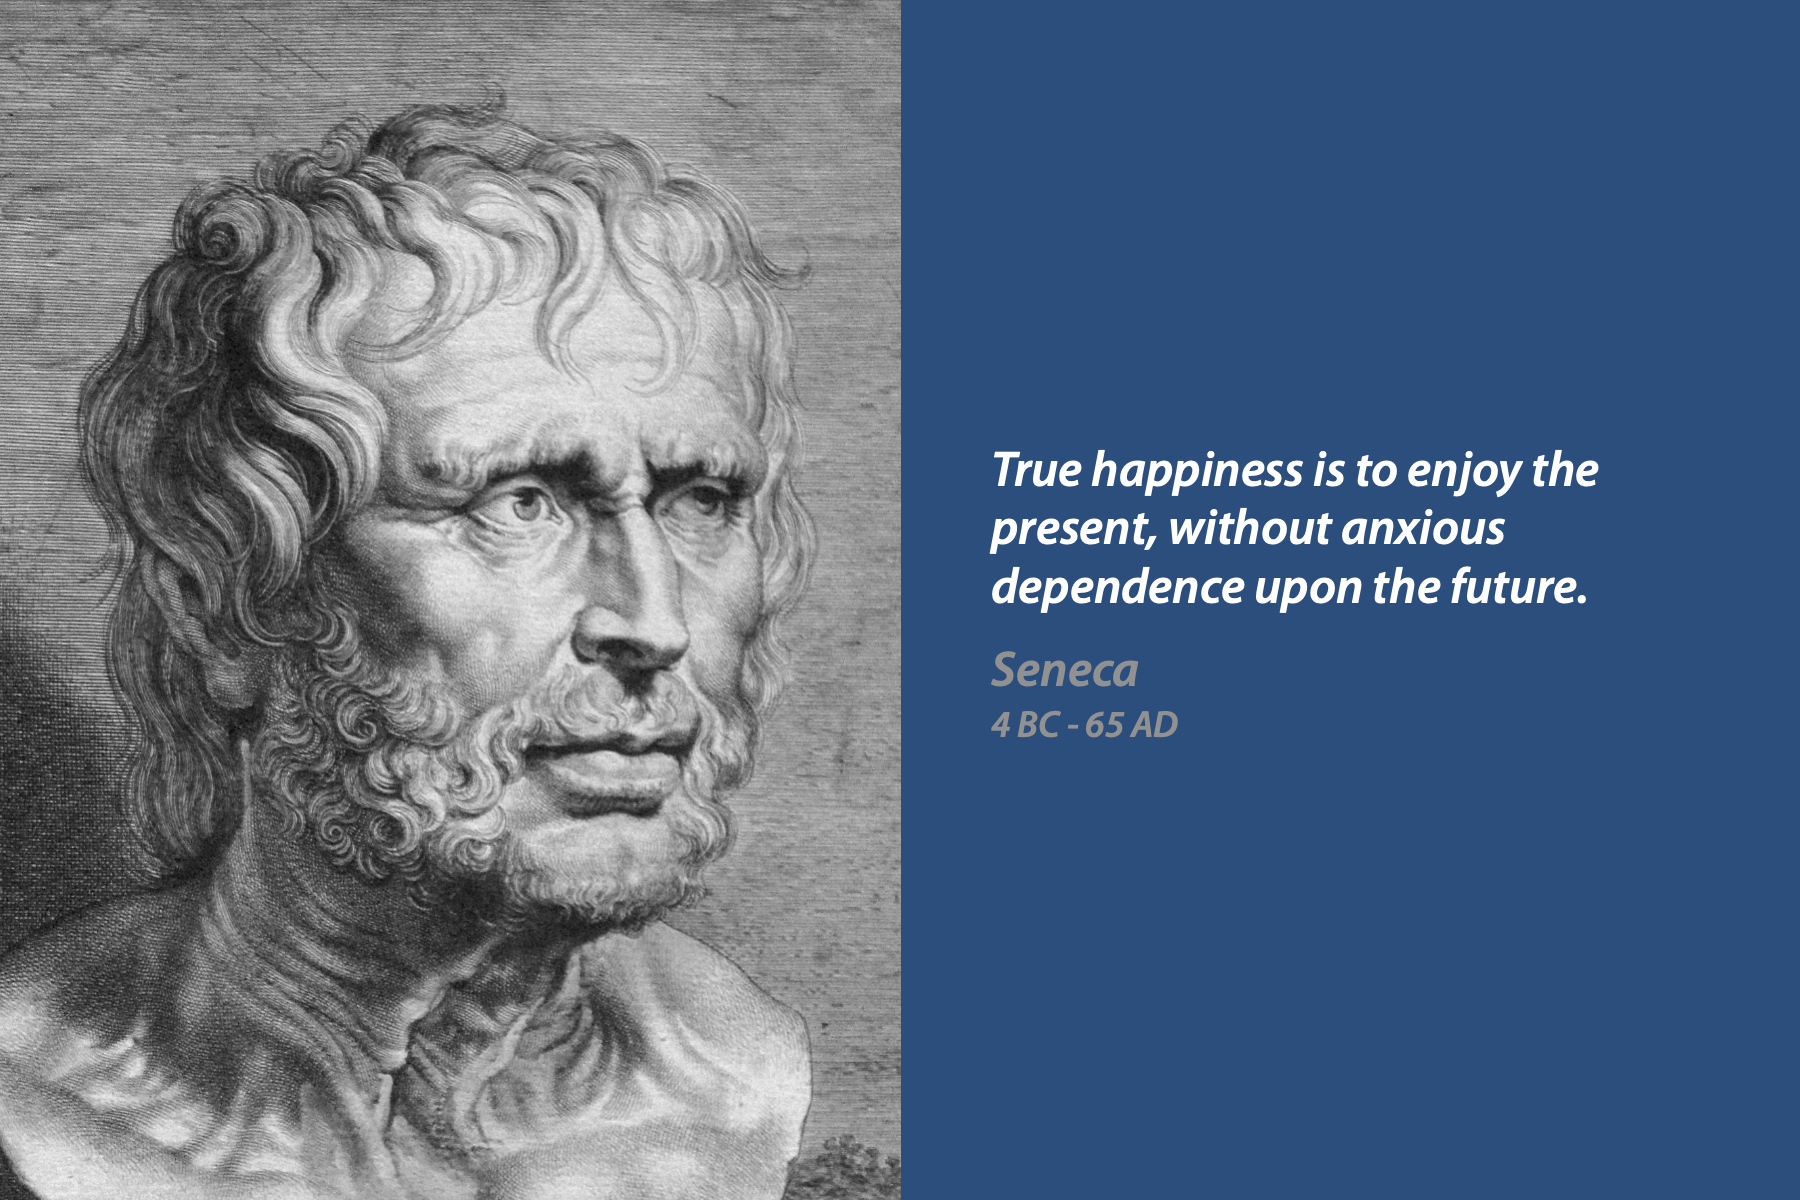 True happiness is to enjoy the
present, without anxious
dependence upon the future.
Seneca
4 BC - 65 AD